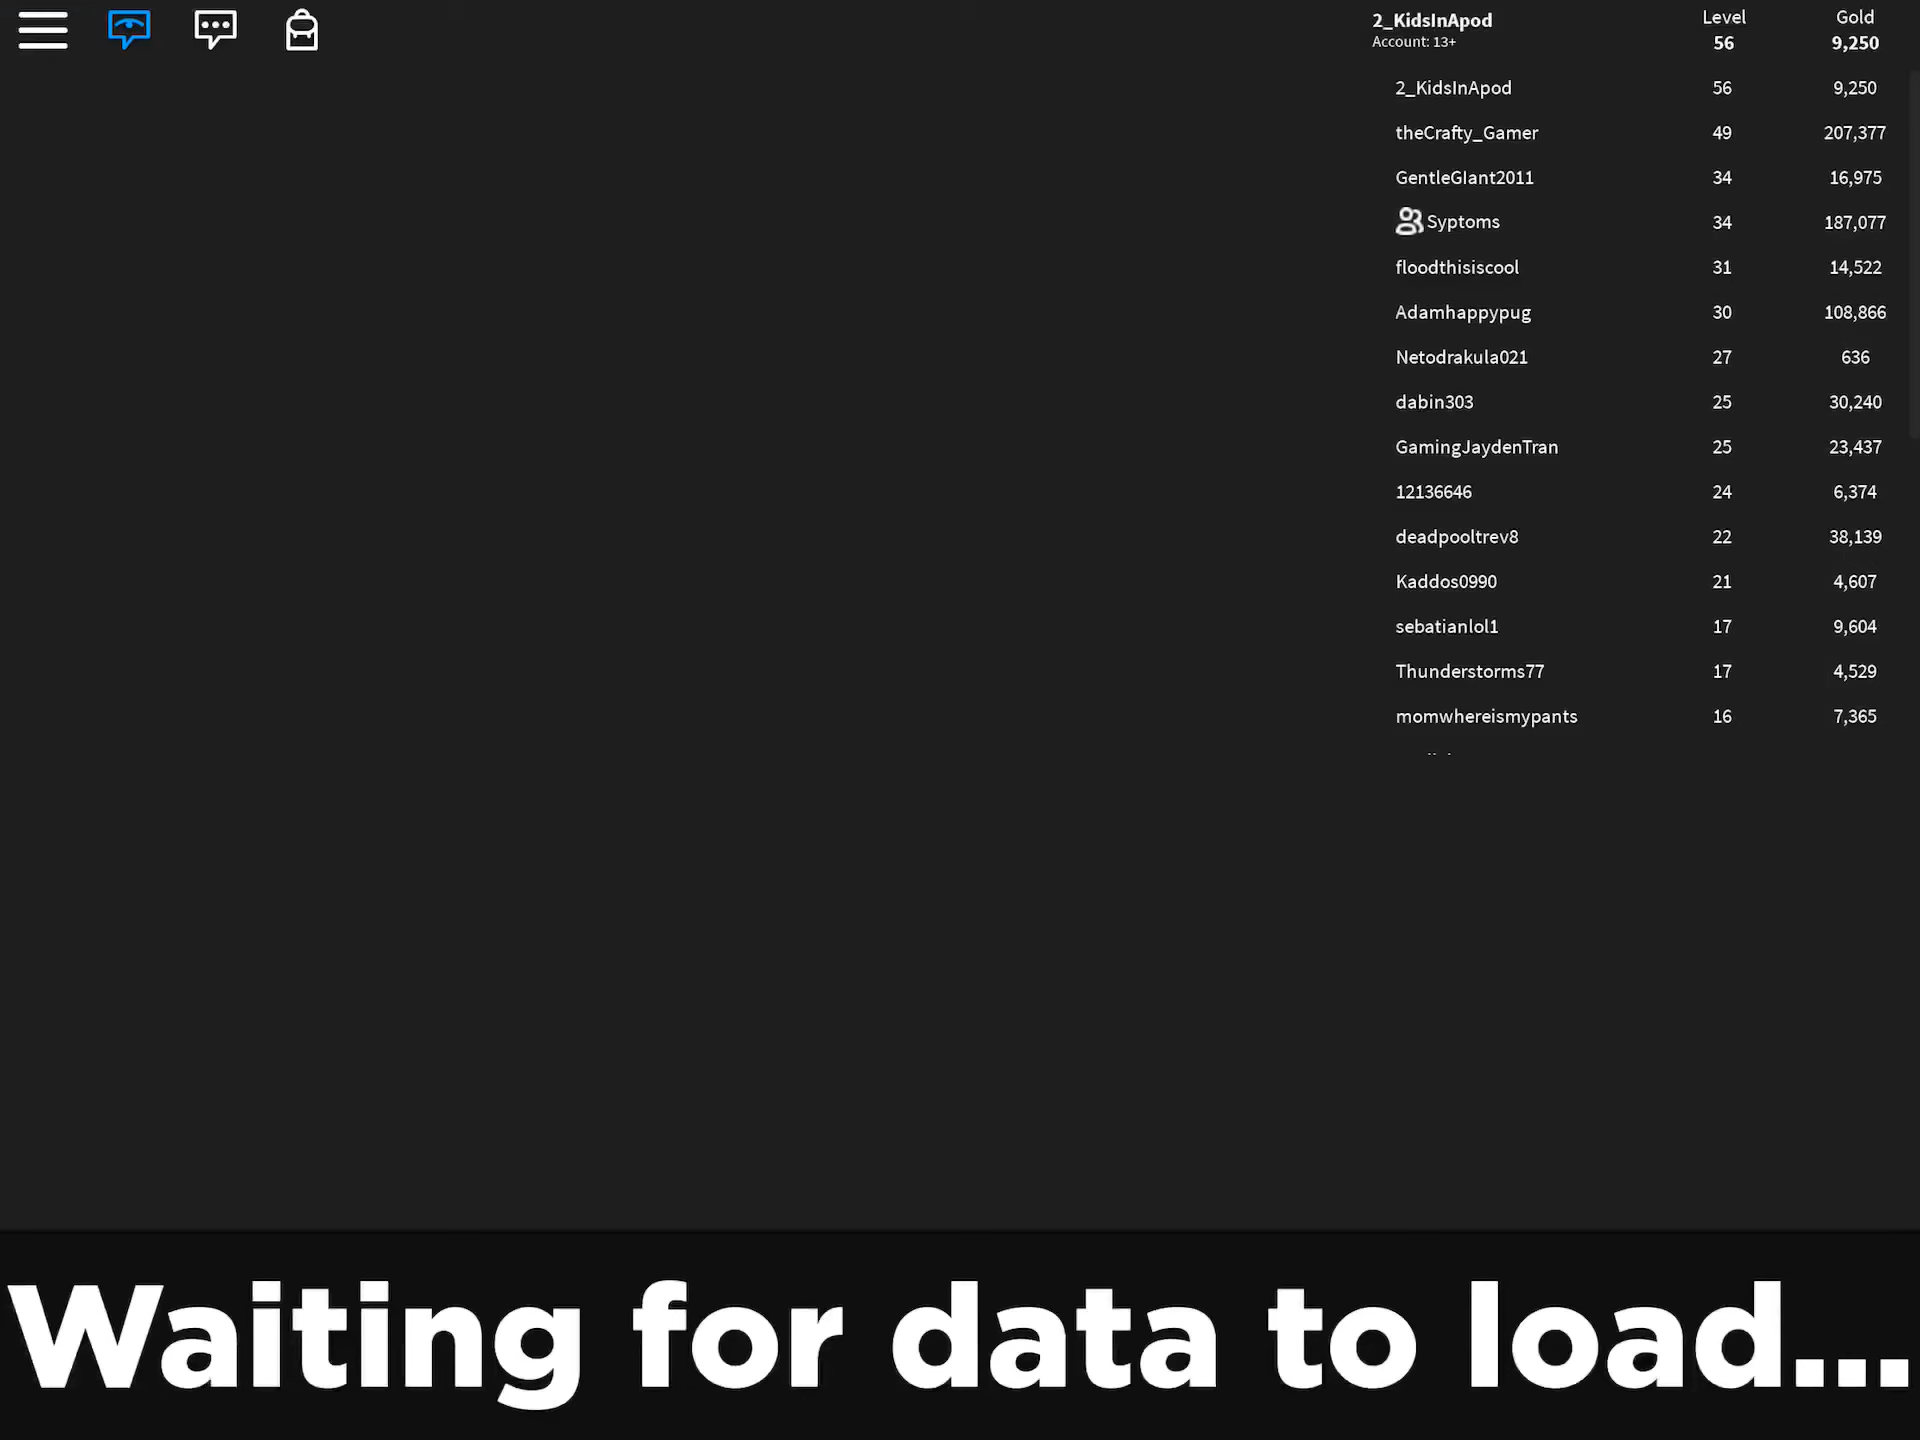 2_KidsInApod Level Gold
Account: 13+ 56 9,250
2_KidsInApod 56 9,250
theCrafty_Gamer 49 207,377
GentleGIant2011 34 16,975
Syptoms 34 187,077
floodthisiscool 31 14,522
Adamhappypug 30 108,866
Netodrakula021 27 636
dabin303 25 30,240
GamingJaydenTran 25 23,437
12136646 24 6,374
deadpooltrev8 22 38,139
Kaddos0990 21 4,607
sebatianlol1 17 9,604
Thunderstorms77 17 4,529
momwhereismypants 16 7,365
Waiting for data to load...